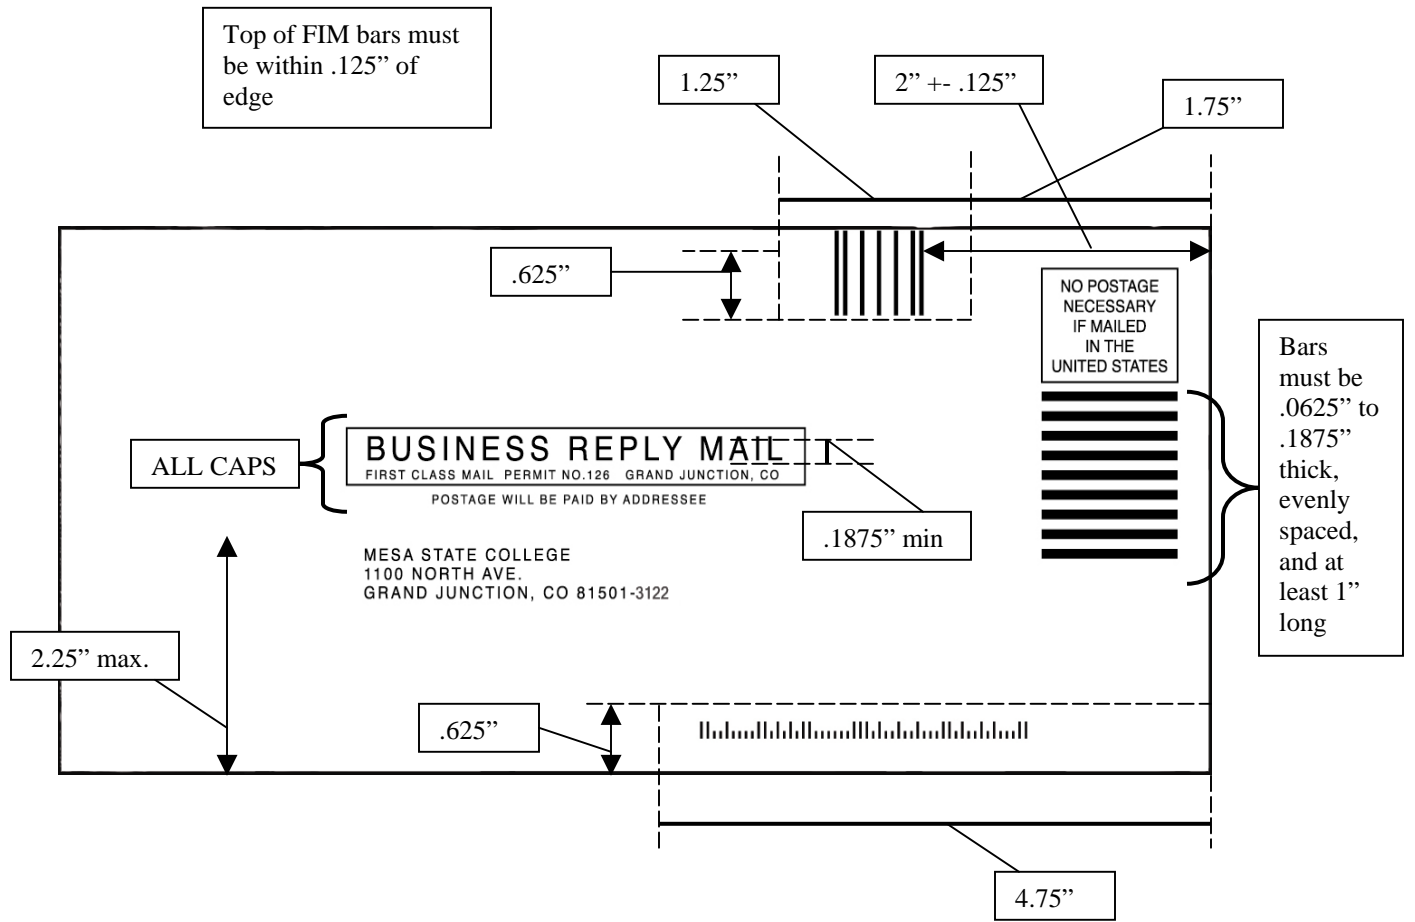 Top of FIM bars must
be within .125” of
edge
1.25”
2” +- .125”
1.75”
.625”
NO POSTAGE
NECESSARY
IF MAILED
IN THE
UNITED STATES
Bars
must be
.0625” to
.1875”
thick,
evenly
spaced,
and at
least 1”
long
ALL CAPS
BUSINESS REPLY MAIL
FIRST CLASS MAIL PERMIT NO.126 GRAND JUNCTION, CO
POSTAGE WILL BE PAID BY ADDRESSEE
.1875” min
MESA STATE COLLEGE
1100 NORTH AVE.
GRAND JUNCTION, CO 81501-3122
2.25” max.
.625”
4.75”